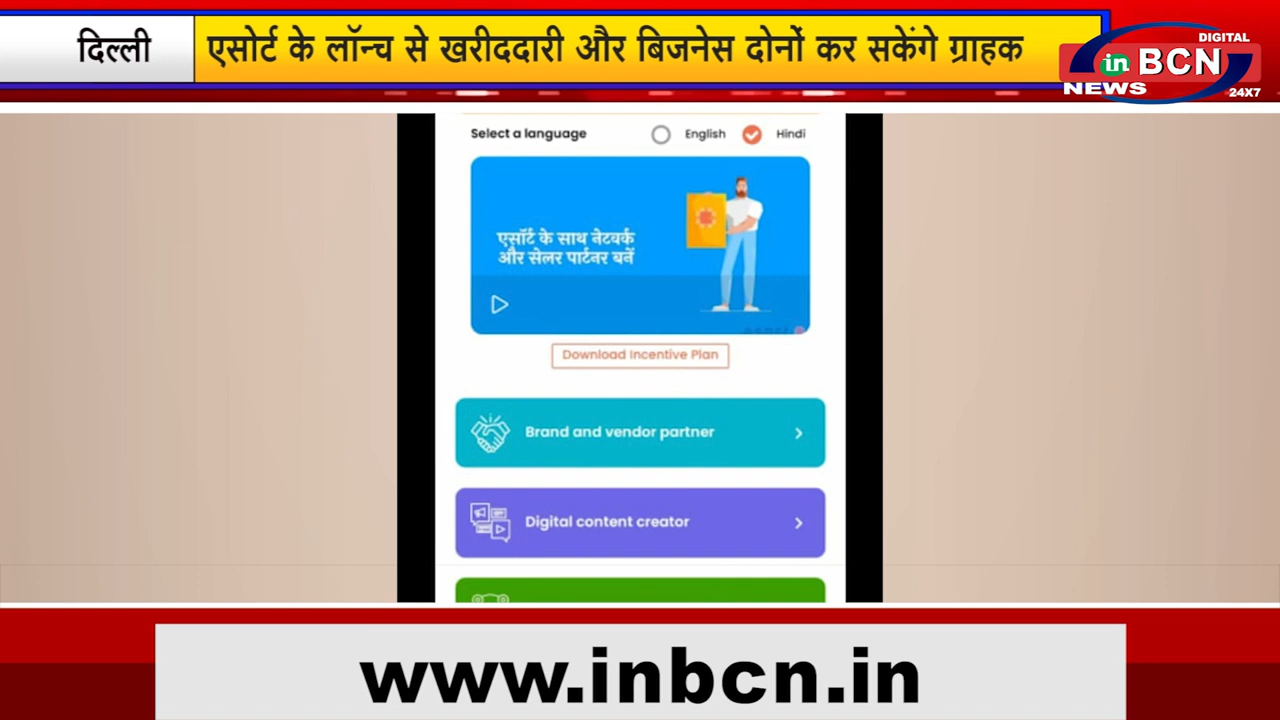 दिल्ली
एसोर्ट के लॉन्च से खरीददारी और बिजनेस दोनों कर सकेंगे ग्राहक
DIGITAL
in BCN
NEWS
24X7
Select a language
English
Hindi
एसॉर्ट के साथ नेटवर्क
और सेलर पार्टनर बनें
Download Incentive Plan
Brand and vendor partner
Digital content creator
www.inbcn.in